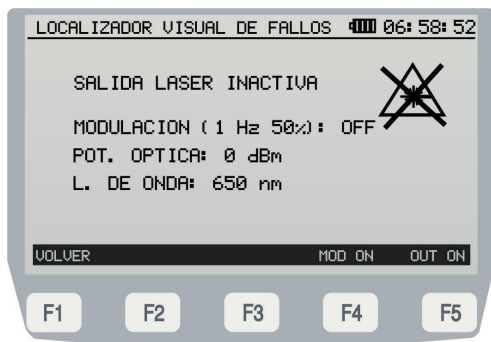 LOCALIZADOR VISUAL DE FALLOS 06:58:52
SALIDA LASER INACTIVA
MODULACION (1 Hz 50%): OFF
POT. OPTICA: 0 dBm
L. DE ONDA: 650 nm
VOLVER MOD ON OUT ON
F1 F2 F3 F4 F5